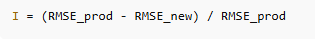 I = (RMSE_prod - RMSE_new) / RMSE_prod